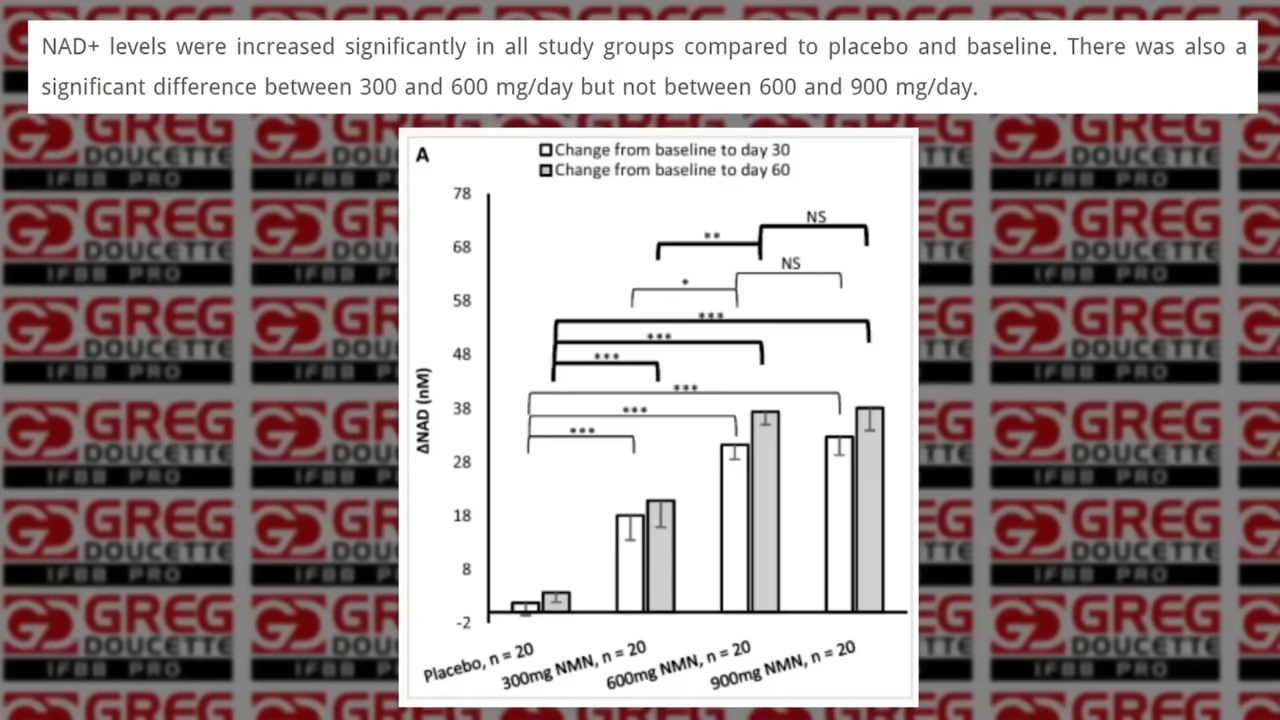 NAD+ levels were increased significantly in all study groups compared to placebo and baseline. There was also a
significant difference between 300 and 600 mg/day but not between 600 and 900 mg/day.
A
Change from baseline to day 30
Change from baseline to day 60
78
68
58
48
38
28
18
8
-2
ΔNAD (nM)
NS
**
NS
*
***
***
***
***
***
***
Placebo, n = 20
300mg NMN, n = 20
600mg NMN, n = 20
900mg NMN, n = 20
GREG
DOUCETTE
IFBB PRO